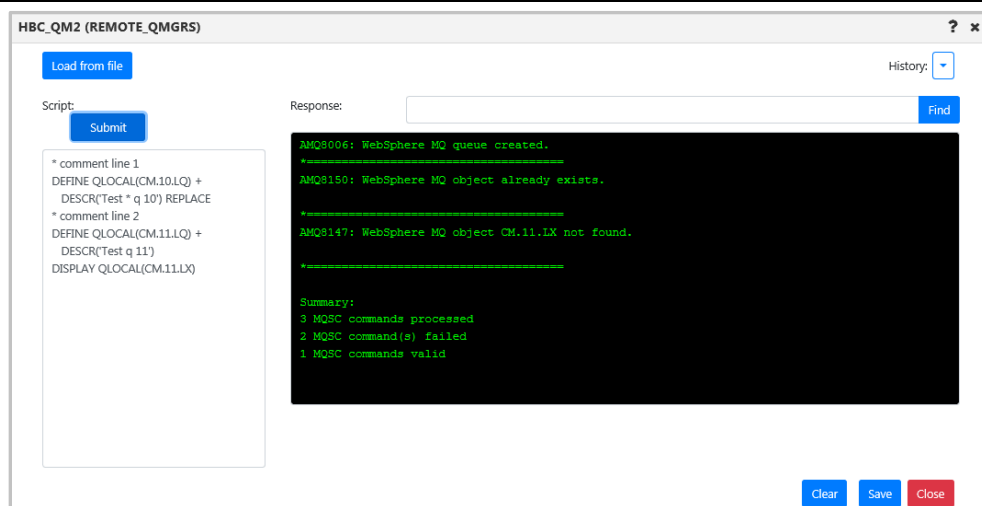 HBC_QM2 (REMOTE_QMGRS) ? ×
Load from file
History:
Script:
Submit
Response:
Find
* comment line 1
DEFINE QLOCAL(CM.10.LQ) +
DESCR('Test * q 10') REPLACE
* comment line 2
DEFINE QLOCAL(CM.11.LQ) +
DESCR('Test q 11')
DISPLAY QLOCAL(CM.11.LX)
AMQ8006: WebSphere MQ queue created.
*=====================================
AMQ8150: WebSphere MQ object already exists.
*=====================================
AMQ8147: WebSphere MQ object CM.11.LX not found.
*=====================================
Summary:
3 MQSC commands processed
2 MQSC command(s) failed
1 MQSC commands valid
Clear
Save
Close